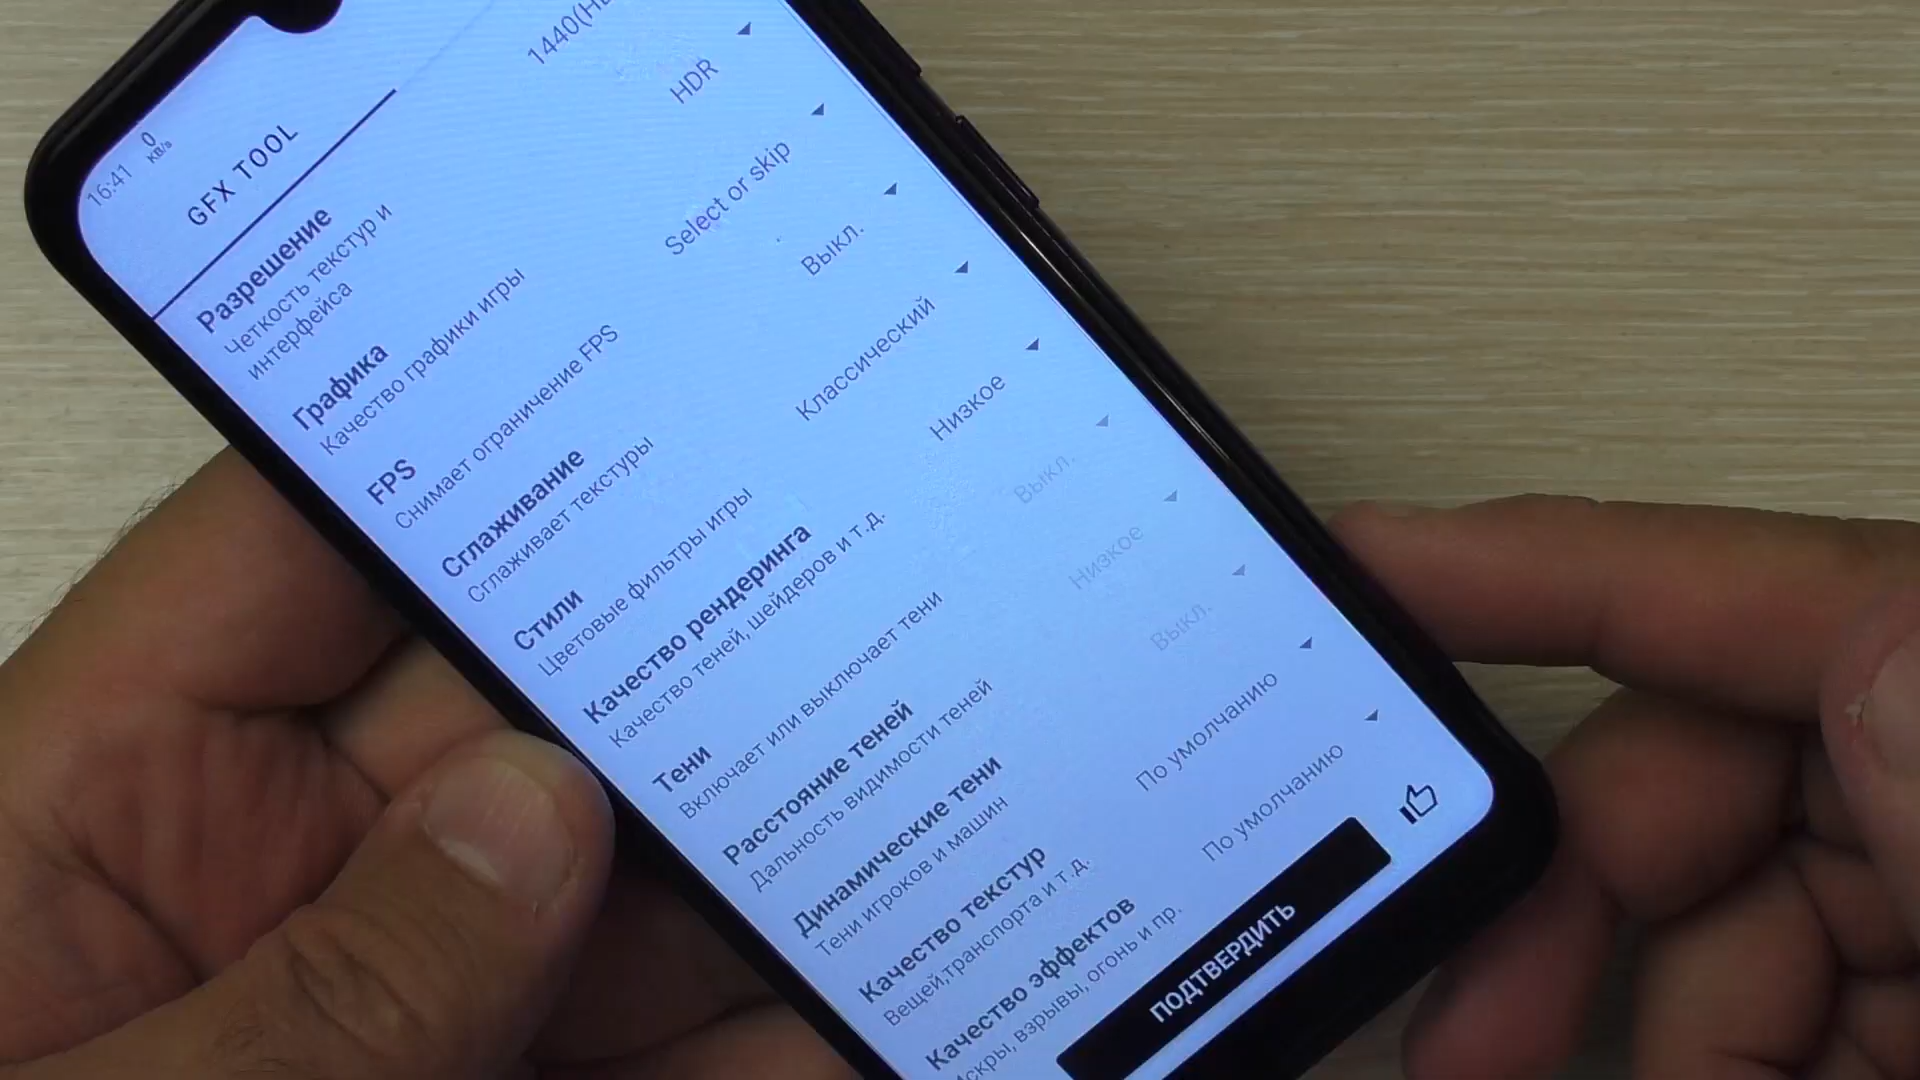 16:41
0
KB/s
GFX TOOL
Разрешение
Четкость текстур и
интерфейса
Графика
Качество графики игры
HDR
FPS
Снимает ограничение FPS
Select or skip
Сглаживание
Сглаживает текстуры
Выкл.
Стили
Цветовые фильтры игры
Классический
Качество рендеринга
Качество теней, шейдеров и т.д.
Низкое
Тени
Включает или выключает тени
Выкл.
Расстояние теней
Дальность видимости теней
Низкое
Динамические тени
Тени игроков и машин
Выкл.
Качество текстур
Вещей,транспорта и т.д.
По умолчанию
Качество эффектов
Искры, взрывы, огонь и пр.
По умолчанию
ПОДТВЕРДИТЬ